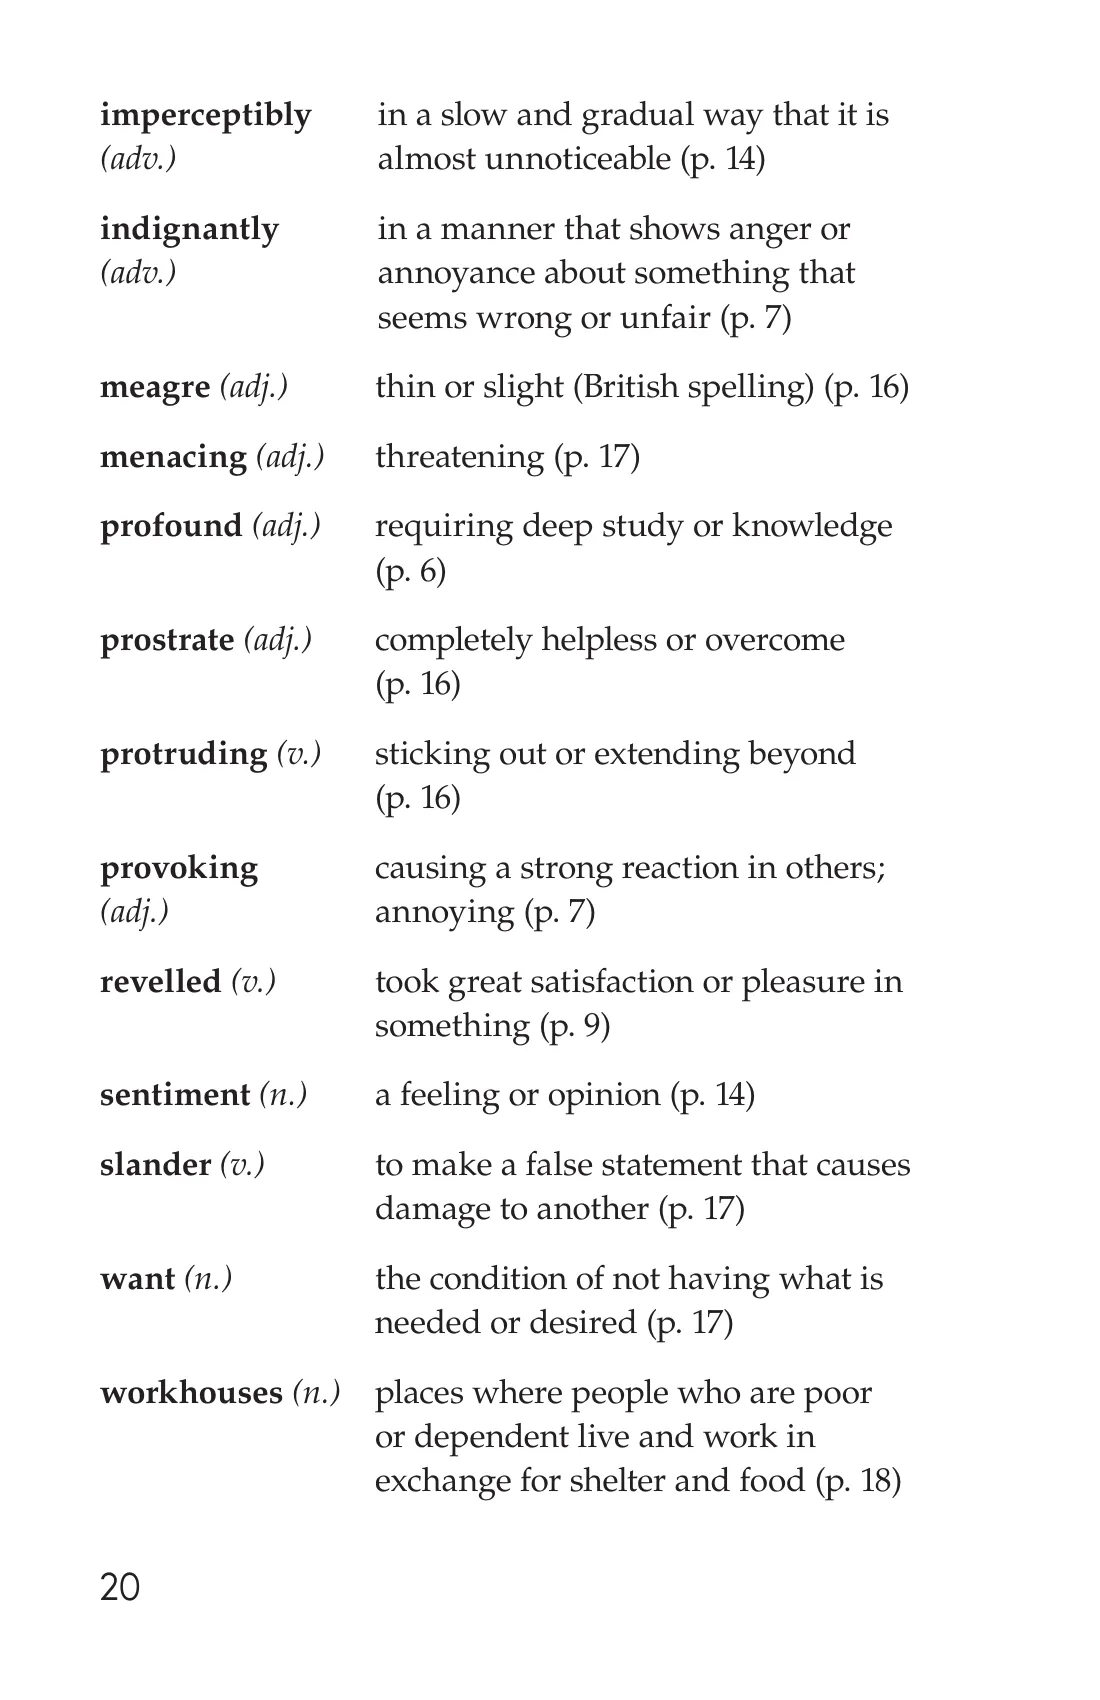 imperceptibly in a slow and gradual way that it is
(adv.) almost unnoticeable (p. 14)
indignantly in a manner that shows anger or
(adv.) annoyance about something that
seems wrong or unfair (p. 7)
meagre (adj.) thin or slight (British spelling) (p. 16)
menacing (adj.) threatening (p. 17)
profound (adj.) requiring deep study or knowledge
(p. 6)
prostrate (adj.) completely helpless or overcome
(p. 16)
protruding (v.) sticking out or extending beyond
(p. 16)
provoking causing a strong reaction in others;
(adj.) annoying (p. 7)
revelled (v.) took great satisfaction or pleasure in
something (p. 9)
sentiment (n.) a feeling or opinion (p. 14)
slander (v.) to make a false statement that causes
damage to another (p. 17)
want (n.) the condition of not having what is
needed or desired (p. 17)
workhouses (n.) places where people who are poor
or dependent live and work in
exchange for shelter and food (p. 18)
20